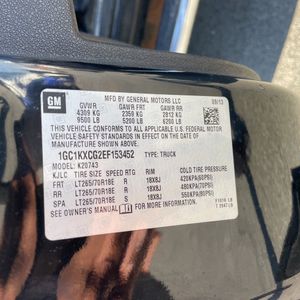 GM
MFD BY GENERAL MOTORS LLC 09/13
GVWR GAWR FRT GAWR RR
4309 KG 2359 KG 2812 KG
9500 LB 5200 LB 6200 LB
THIS VEHICLE CONFORMS TO ALL APPLICABLE U.S. FEDERAL MOTOR
VEHICLE SAFETY STANDARDS IN EFFECT ON THE DATE OF
MANUFACTURE SHOWN ABOVE.
1GC1KXCG2EF153452 TYPE: TRUCK
MODEL: K20743
KJLC TIRE SIZE SPEED RTG RIM COLD TIRE PRESSURE
FRT LT265/70R18E R 18X8J 420KPA(60PSI)
RR LT265/70R18E R 18X8J 480KPA(70PSI)
SPA LT265/70R18E S 18X8J 550KPA(80PSI)
SEE OWNER'S MANUAL FOR MORE INFORMATION